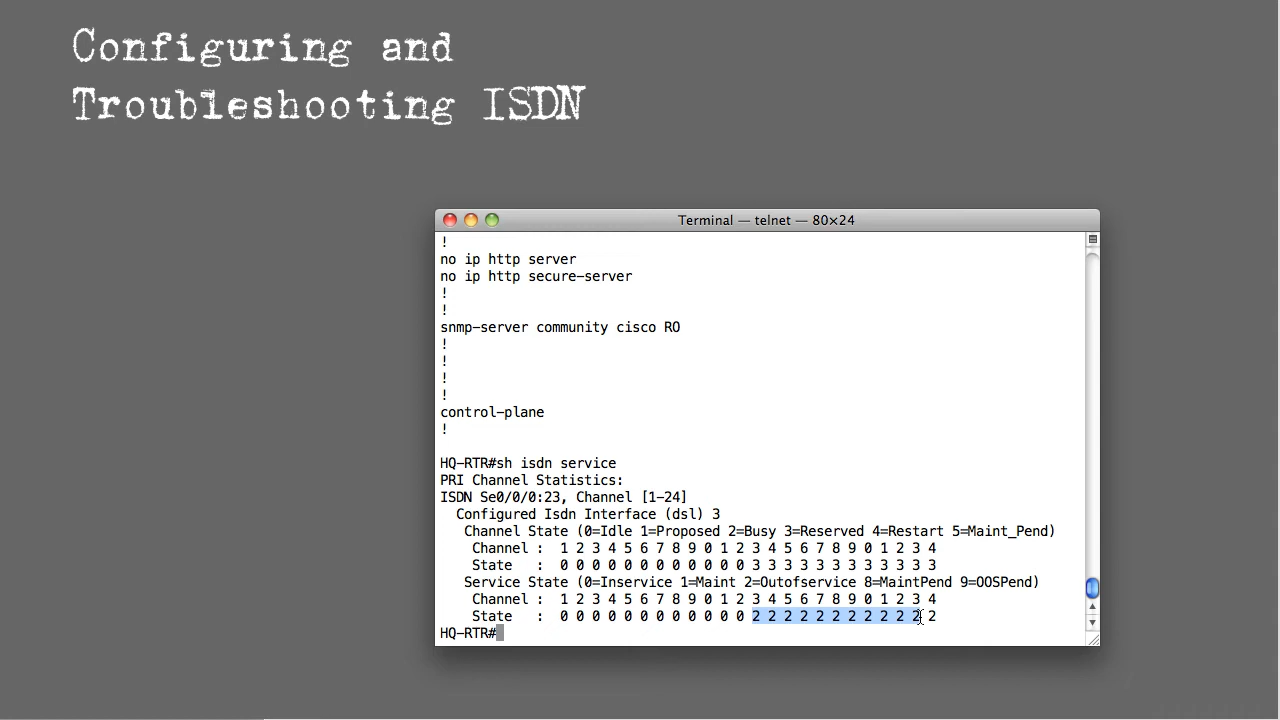 Configuring and
Troubleshooting ISDN
Terminal — telnet — 80×24
!
no ip http server
no ip http secure-server
!
!
snmp-server community cisco RO
!
!
!
!
control-plane
!
HQ-RTR#sh isdn service
PRI Channel Statistics:
ISDN Se0/0/0:23, Channel [1-24]
Configured Isdn Interface (dsl) 3
Channel State (0=Idle 1=Proposed 2=Busy 3=Reserved 4=Restart 5=Maint_Pend)
Channel : 1 2 3 4 5 6 7 8 9 0 1 2 3 4 5 6 7 8 9 0 1 2 3 4
State : 0 0 0 0 0 0 0 0 0 0 0 0 3 3 3 3 3 3 3 3 3 3 3 3
Service State (0=Inservice 1=Maint 2=Outofservice 8=MaintPend 9=OOSPend)
Channel : 1 2 3 4 5 6 7 8 9 0 1 2 3 4 5 6 7 8 9 0 1 2 3 4
State : 0 0 0 0 0 0 0 0 0 0 0 0 2 2 2 2 2 2 2 2 2 2 2 2
HQ-RTR#